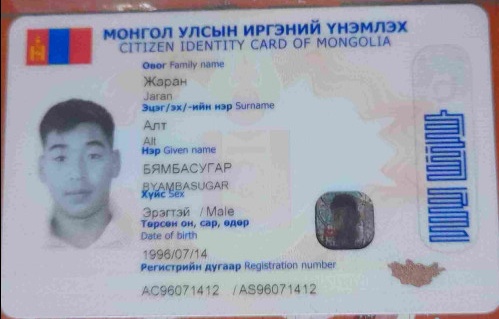 МОНГОЛ УЛСЫН ИРГЭНИЙ ҮНЭМЛЭХ
CITIZEN IDENTITY CARD OF MONGOLIA
Овог Family name
Жаран
Jaran
Эцэг/эх/-ийн нэр Surname
Алт
Alt
Нэр Given name
БЯМБАСУГАР
BYAMBASUGAR
Хүйс Sex
Эрэгтэй / Male
Төрсөн он, сар, өдөр
Date of birth
1996/07/14
Регистрийн дугаар Registration number
АС96071412 / AS96071412